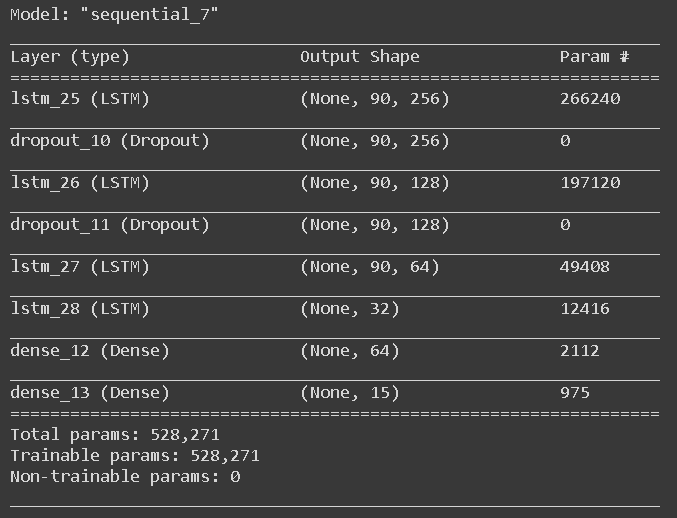 Model: "sequential_7"
Layer (type) Output Shape Param #
=================================================================
lstm_25 (LSTM) (None, 90, 256) 266240
dropout_10 (Dropout) (None, 90, 256) 0
lstm_26 (LSTM) (None, 90, 128) 197120
dropout_11 (Dropout) (None, 90, 128) 0
lstm_27 (LSTM) (None, 90, 64) 49408
lstm_28 (LSTM) (None, 32) 12416
dense_12 (Dense) (None, 64) 2112
dense_13 (Dense) (None, 15) 975
=================================================================
Total params: 528,271
Trainable params: 528,271
Non-trainable params: 0